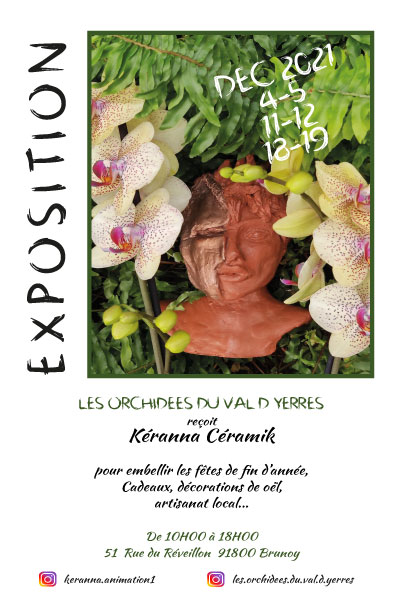 EXPOSITION
DEC 2021
4-5
11-12
18-19
LES ORCHIDEES DU VAL D YERRES
reçoit
Kéranna Céramik
pour embellir les fêtes de fin d'année,
Cadeaux, décorations de oël,
artisanat local...
De 10H00 à 18H00
51 Rue du Réveillon 91800 Brunoy
keranna.animation1
les.orchidees.du.val.d.yerres